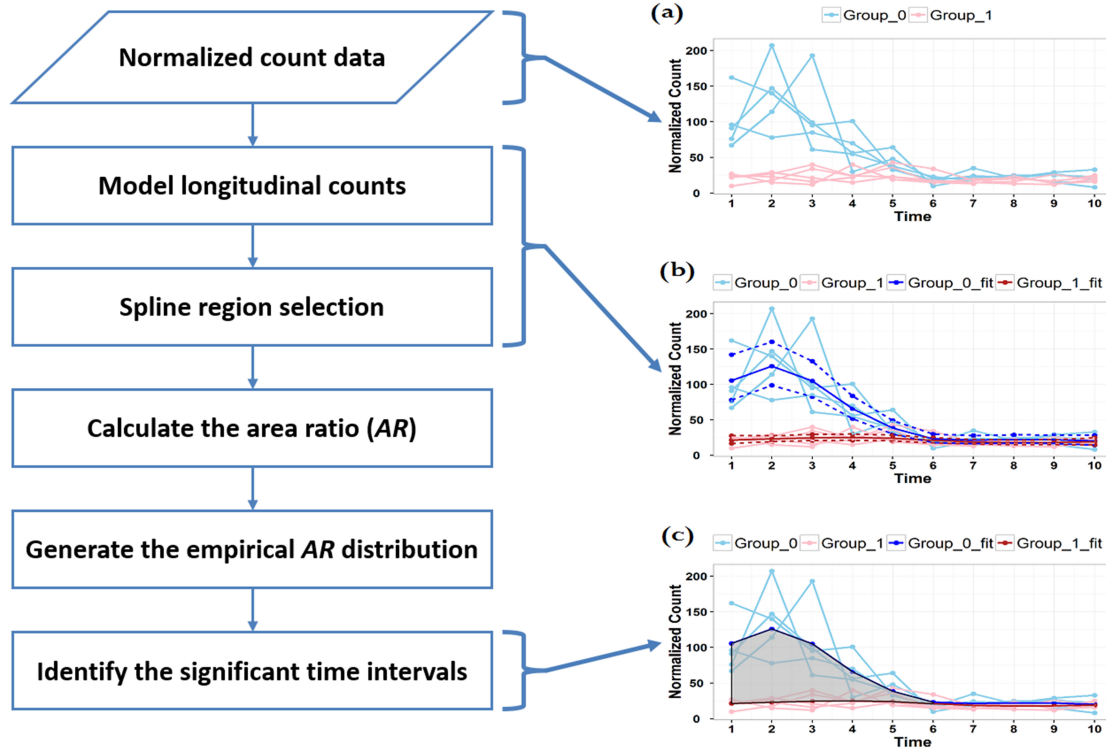 Normalized count data
Model longitudinal counts
Spline region selection
Calculate the area ratio (AR)
Generate the empirical AR distribution
Identify the significant time intervals
(a)
Group_0 Group_1
Normalized Count
200
150
100
50
0
1 2 3 4 5 6 7 8 9 10
Time
(b)
Group_0 Group_1 Group_0_fit Group_1_fit
Normalized Count
200
150
100
50
0
1 2 3 4 5 6 7 8 9 10
Time
(c)
Group_0 Group_1 Group_0_fit Group_1_fit
Normalized Count
200
150
100
50
0
1 2 3 4 5 6 7 8 9 10
Time